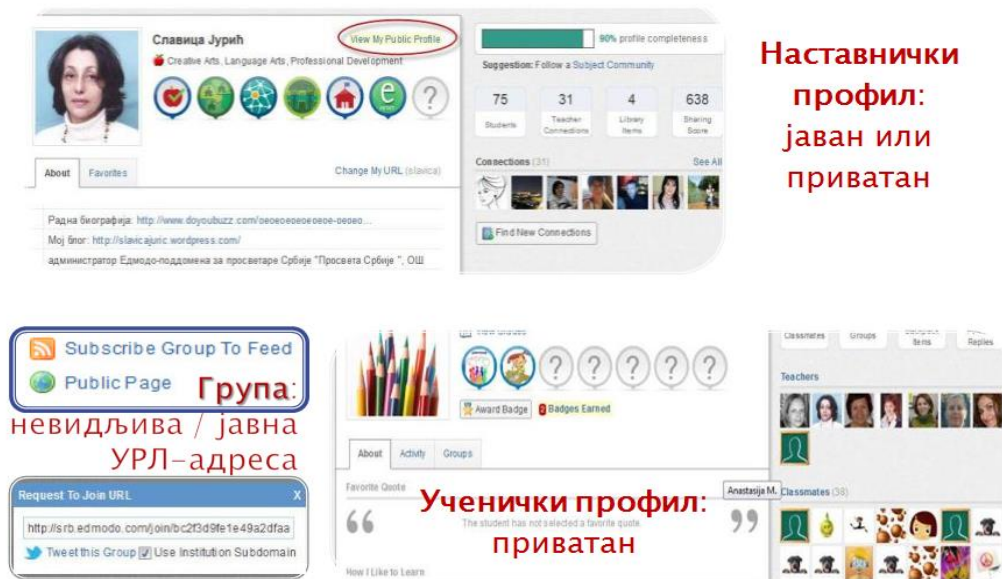 Славица Јурић
View My Public Profile
Creative Arts, Language Arts, Professional Development
90% profile completeness
Suggestion: Follow a Subject Community
75
31
4
638
Students
Teacher Connections
Library Items
Sharing Score
About
Favorites
Change My URL (slavica)
Connections (31)
See All
Радна биографија: http://www.doyoubuzz.com/oeoeoeoeoeoeoe-oeoeo...
Мој блог: http://slavicajuric.wordpress.com/
администратор Едмодо-поддомена за просветаре Србије "Просвета Србије ", ОШ
Find New Connections
Наставнички
профил:
јаван или
приватан
Subscribe Group To Feed
Public Page
Група:
невидљива / јавна
УРЛ-адреса
Request To Join URL
X
http://srb.edmodo.com/join/bc2f3d9fe1e49a2dfaa
Tweet this Group
Use Institution Subdomain
View Grades
Award Badge
2 Badges Earned
About
Activity
Groups
Favorite Quote
The student has not selected a favorite quote.
How I Like to Learn
Ученички профил:
приватан
Classmates
Groups
Items
Replies
Teachers
Anastasija M.
Classmates (38)